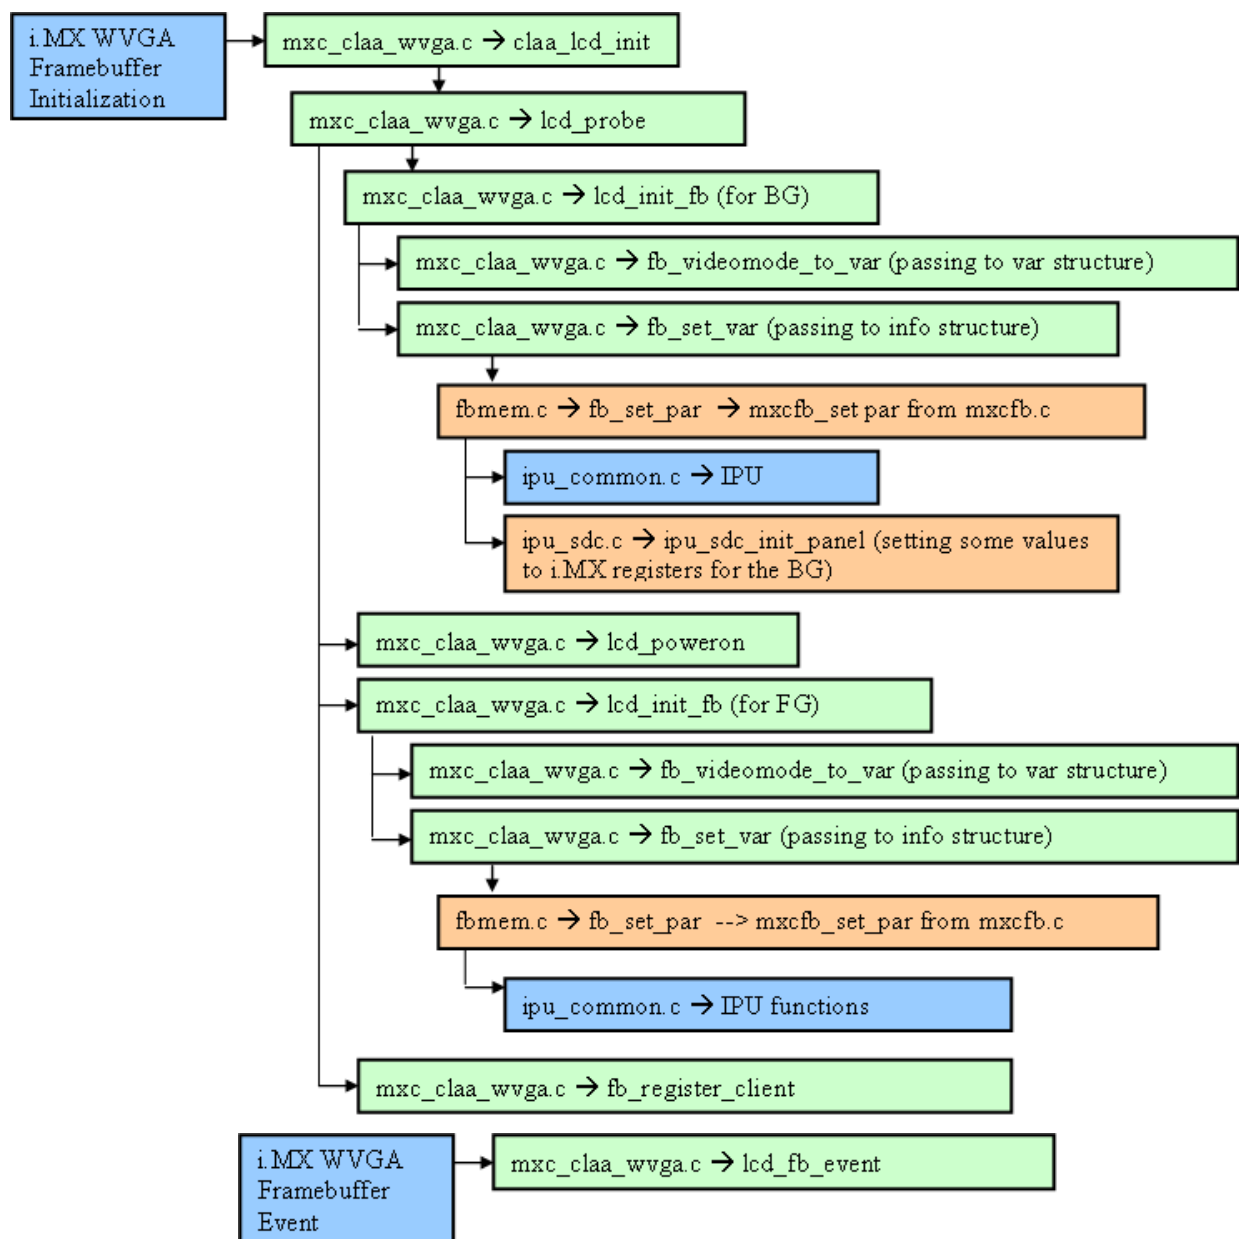 i.MX WVGA
Framebuffer
Initialization
mxc_claa_wvga.c → claa_lcd_init
mxc_claa_wvga.c → lcd_probe
mxc_claa_wvga.c → lcd_init_fb (for BG)
mxc_claa_wvga.c → fb_videomode_to_var (passing to var structure)
mxc_claa_wvga.c → fb_set_var (passing to info structure)
fbmem.c → fb_set_par → mxcfb_set par from mxcfb.c
ipu_common.c → IPU
ipu_sdc.c → ipu_sdc_init_panel (setting some values
to i.MX registers for the BG)
mxc_claa_wvga.c → lcd_poweron
mxc_claa_wvga.c → lcd_init_fb (for FG)
mxc_claa_wvga.c → fb_videomode_to_var (passing to var structure)
mxc_claa_wvga.c → fb_set_var (passing to info structure)
fbmem.c → fb_set_par --> mxcfb_set_par from mxcfb.c
ipu_common.c → IPU functions
mxc_claa_wvga.c → fb_register_client
i.MX WVGA
Framebuffer
Event
mxc_claa_wvga.c → lcd_fb_event